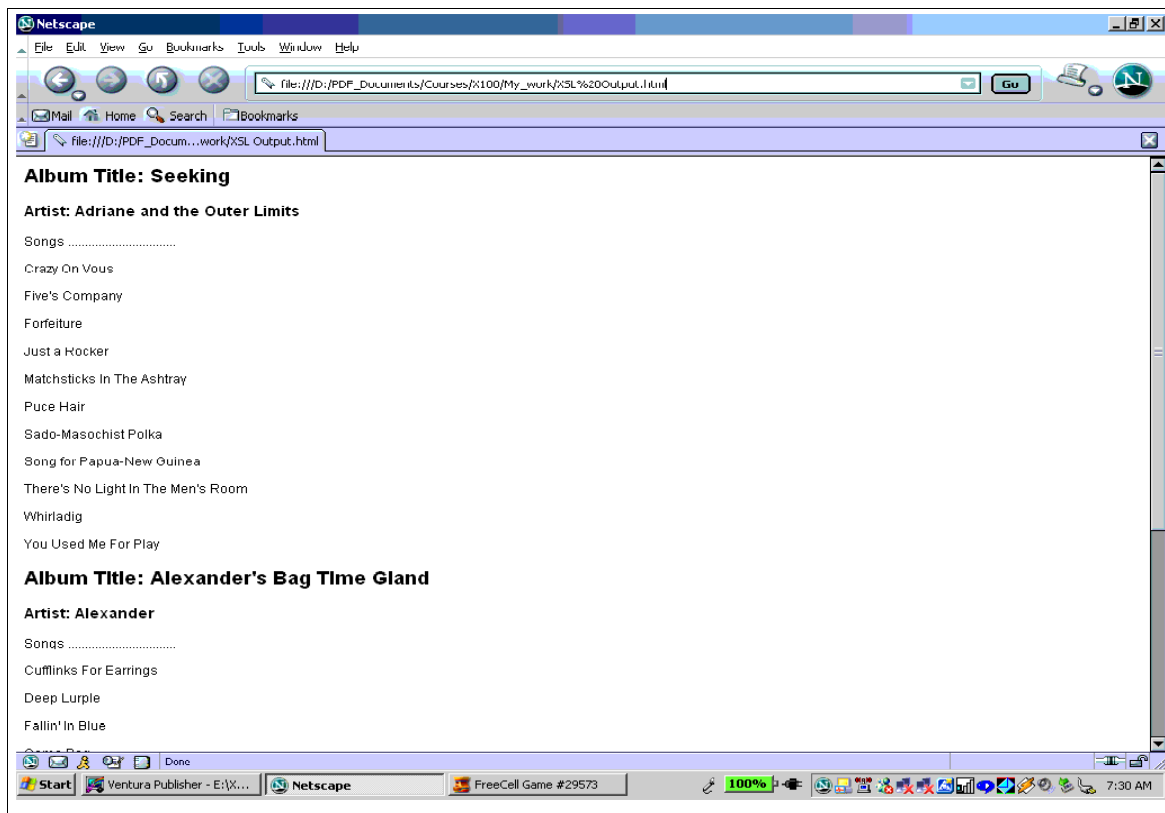 Netscape
File Edit View Go Bookmarks Tools Window Help
file:///D:/PDF_Documents/Courses/X100/My_work/XSL%20Output.html Go
Mail Home Search Bookmarks
file:///D:/PDF_Docum...work/XSL Output.html
Album Title: Seeking
Artist: Adriane and the Outer Limits
Songs ................................
Crazy On Vous
Five's Company
Forfeiture
Just a Rocker
Matchsticks In The Ashtray
Puce Hair
Sado-Masochist Polka
Song for Papua-New Guinea
There's No Light In The Men's Room
Whirladig
You Used Me For Play
Album Title: Alexander's Bag Time Gland
Artist: Alexander
Songs ................................
Cufflinks For Earrings
Deep Lurple
Fallin' In Blue
Done
Start Ventura Publisher - E:\X... Netscape FreeCell Game #29573 100% 7:30 AM